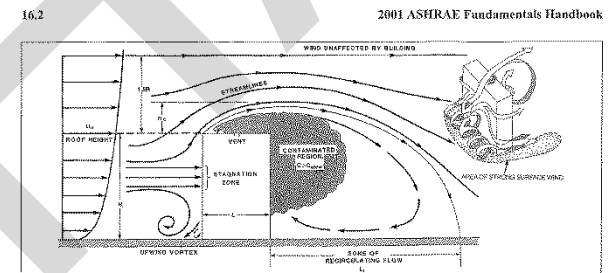 16.2
2001 ASHRAE Fundamentals Handbook
WIND UNAFFECTED BY BUILDING
STREAMLINES
ROOF HEIGHT
VENT
CONTAMINATED
REGION
STAGNATION
ZONE
AREA OF STRONG SURFACE WIND
L
UPWIND VORTEX
ZONE OF
RECIRCULATING FLOW